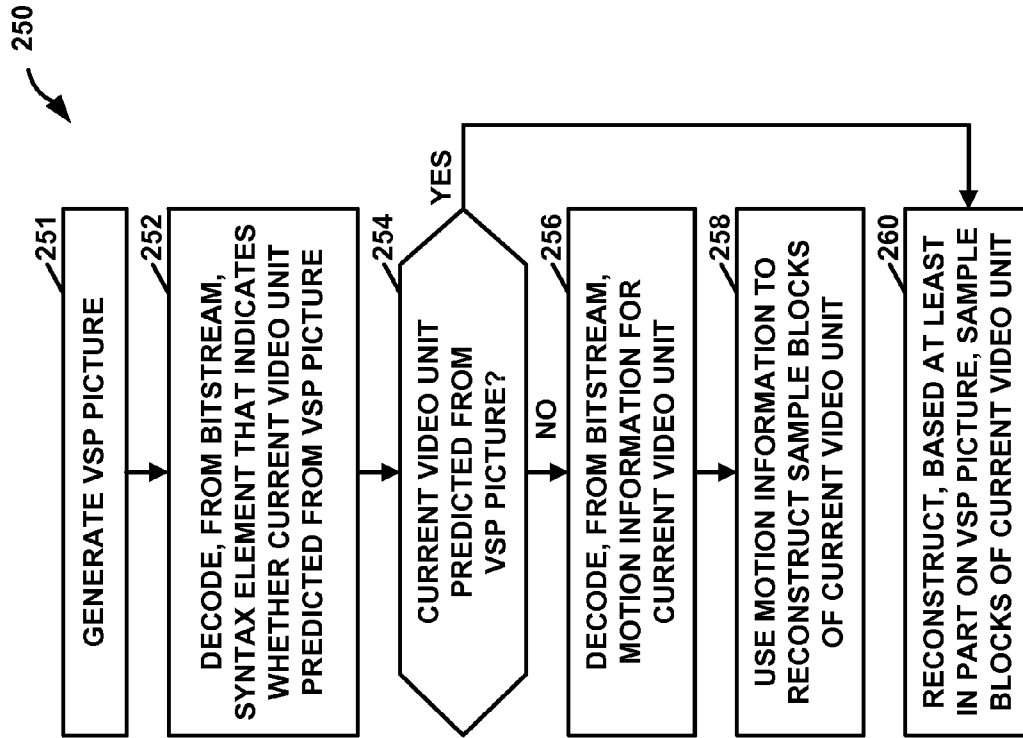 250
251
GENERATE VSP PICTURE
252
DECODE, FROM BITSTREAM,
SYNTAX ELEMENT THAT INDICATES
WHETHER CURRENT VIDEO UNIT
PREDICTED FROM VSP PICTURE
254
CURRENT VIDEO UNIT
PREDICTED FROM
VSP PICTURE?
YES
NO
256
DECODE, FROM BITSTREAM,
MOTION INFORMATION FOR
CURRENT VIDEO UNIT
258
USE MOTION INFORMATION TO
RECONSTRUCT SAMPLE BLOCKS
OF CURRENT VIDEO UNIT
260
RECONSTRUCT, BASED AT LEAST
IN PART ON VSP PICTURE, SAMPLE
BLOCKS OF CURRENT VIDEO UNIT